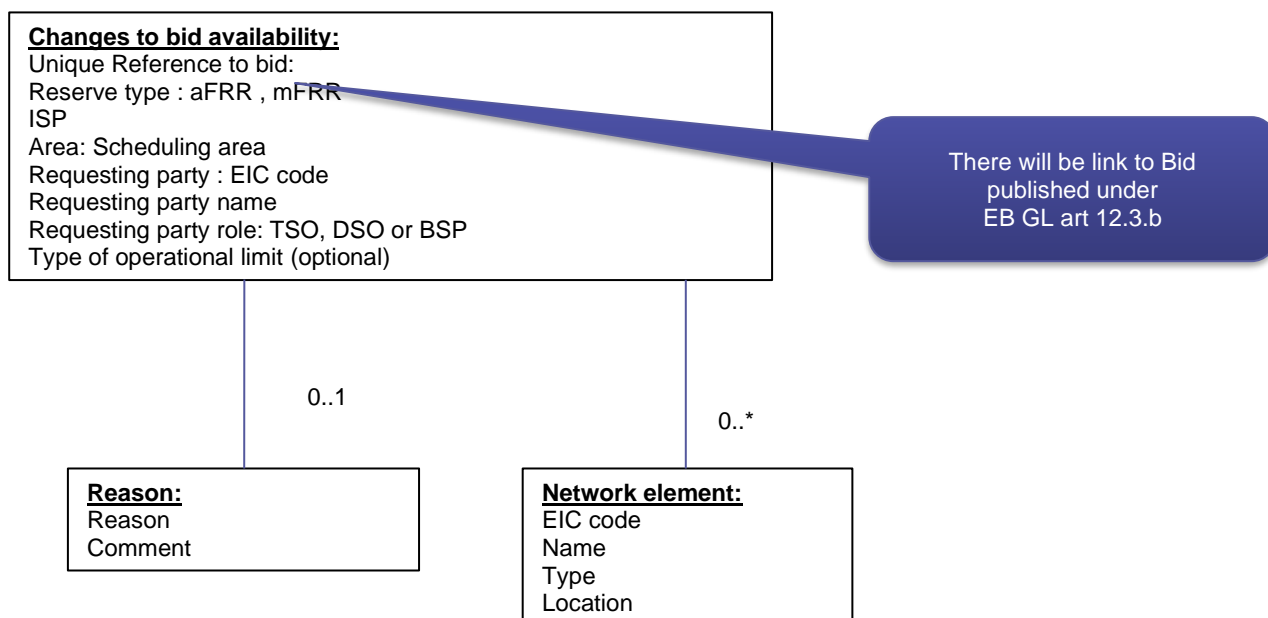 Changes to bid availability:
Unique Reference to bid:
Reserve type : aFRR , mFRR
ISP
Area: Scheduling area
Requesting party : EIC code
Requesting party name
Requesting party role: TSO, DSO or BSP
Type of operational limit (optional)
There will be link to Bid
published under
EB GL art 12.3.b
0..1
0..*
Reason:
Reason
Comment
Network element:
EIC code
Name
Type
Location